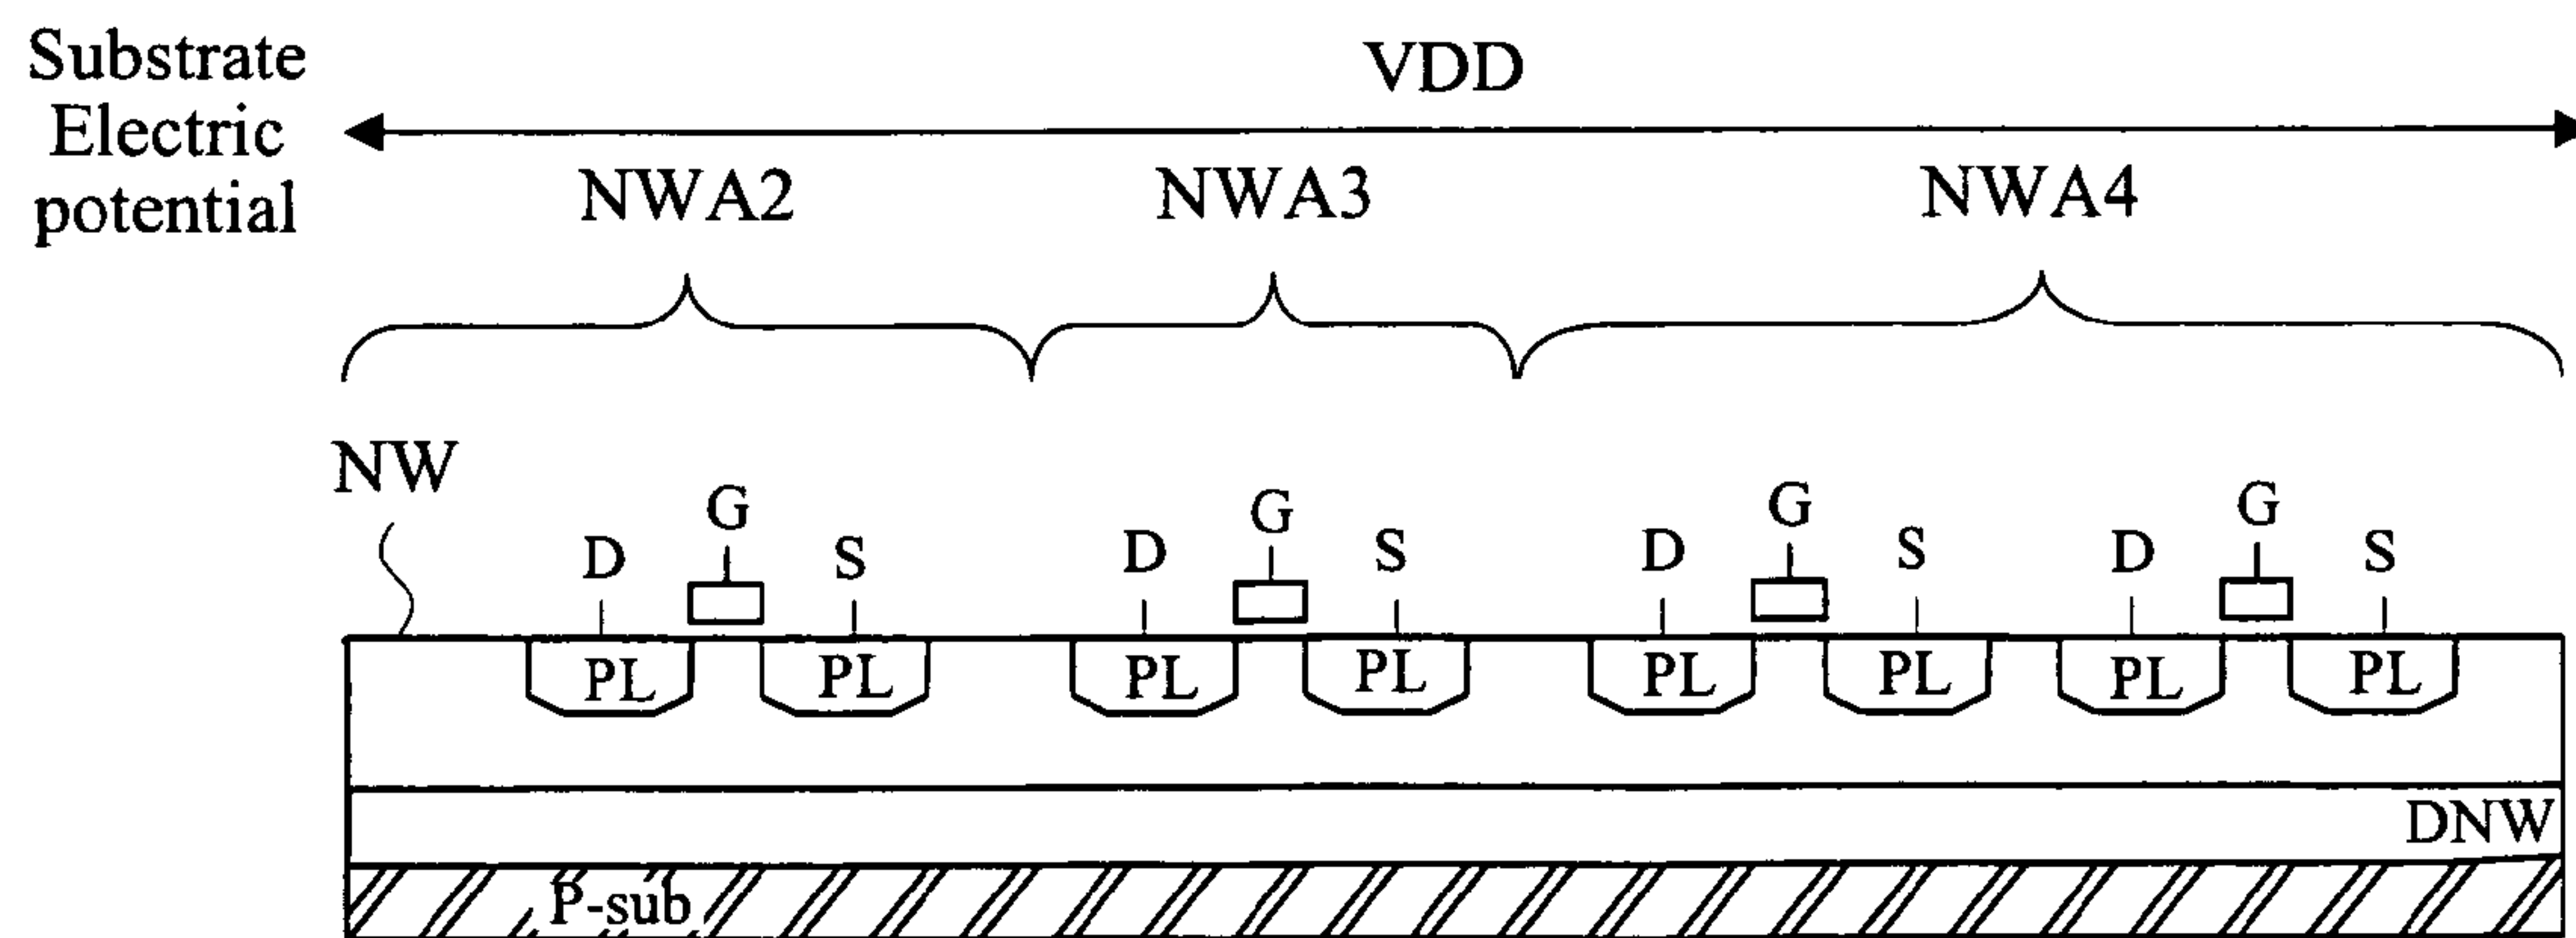 Substrate
Electric
potential
VDD
NWA2 NWA3 NWA4
NW
G G G G
D S D S D S D S
PL PL PL PL PL PL PL PL
DNW
P-sub